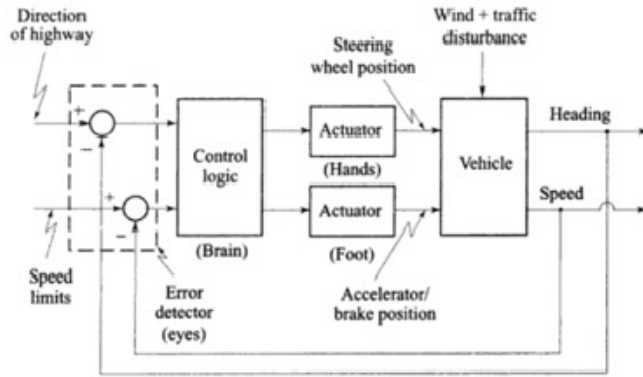 Direction
of highway
Wind + traffic
disturbance
Steering
wheel position
+
−
Control
logic
(Brain)
Actuator
(Hands)
Vehicle
Heading
+
−
Actuator
(Foot)
Speed
Speed
limits
Error
detector
(eyes)
Accelerator/
brake position